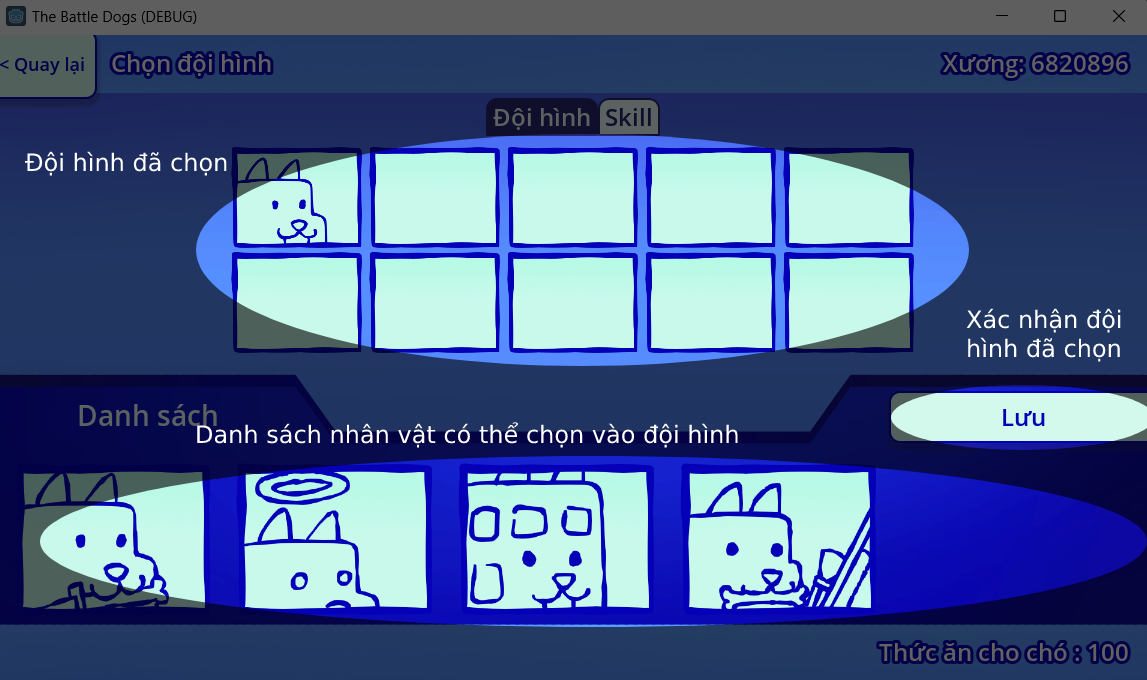 The Battle Dogs (DEBUG)
< Quay lại
Chọn đội hình
Xương: 6820896
Đội hình
Skill
Đội hình đã chọn
Xác nhận đội
hình đã chọn
Danh sách
Lưu
Danh sách nhân vật có thể chọn vào đội hình
Thức ăn cho chó : 100